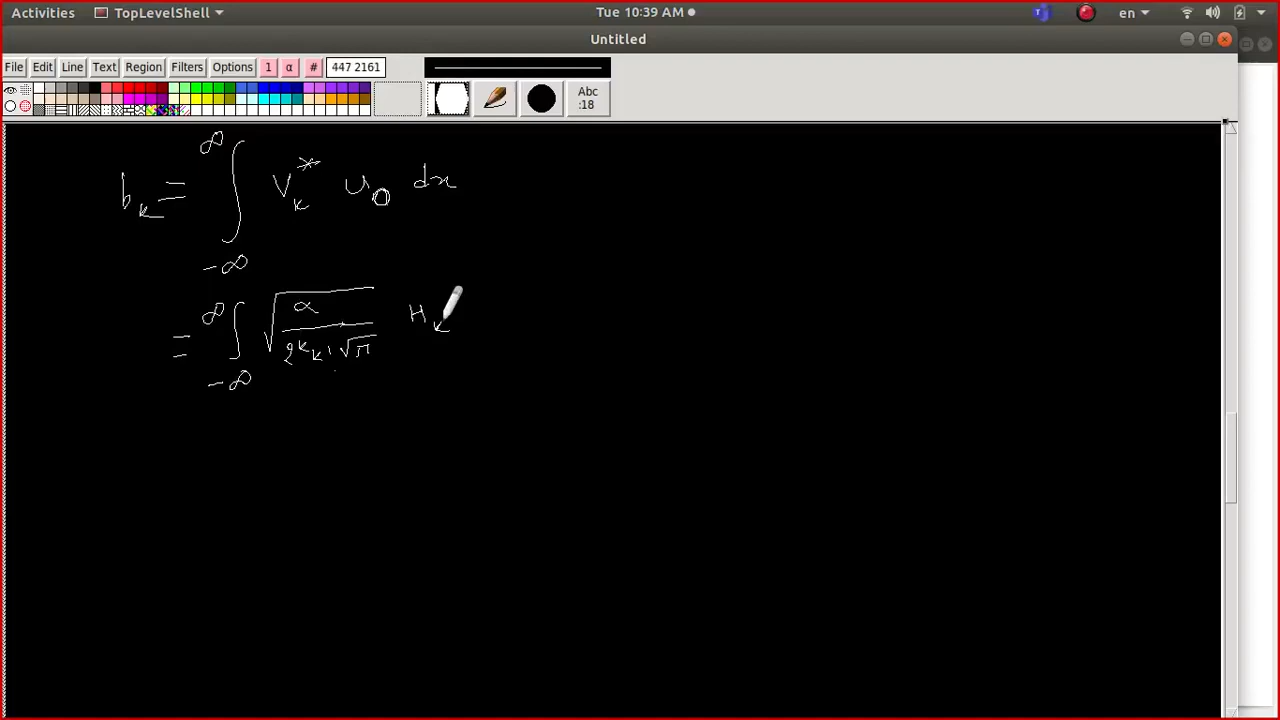 Activities TopLevelShell Tue 10:39 AM en
Untitled
File Edit Line Text Region Filters Options 1 α # 447 2161
Abc
:18
b_k = ∫_{-∞}^{∞} V_k^* u_0 dx
= ∫_{-∞}^{∞} √(α / (2^k k! √π)) H_k